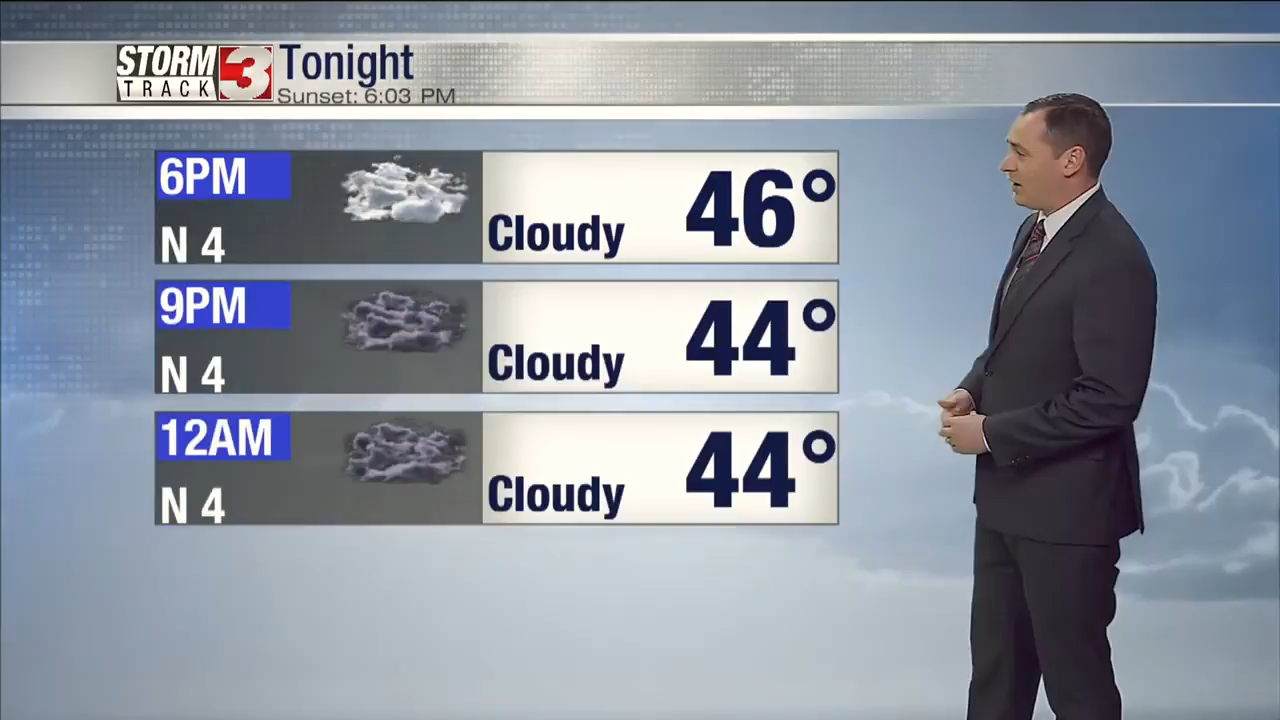 STORM
TRACK 3
Tonight
Sunset: 6:03 PM
6PM
N 4
Cloudy
46°
9PM
N 4
Cloudy
44°
12AM
N 4
Cloudy
44°